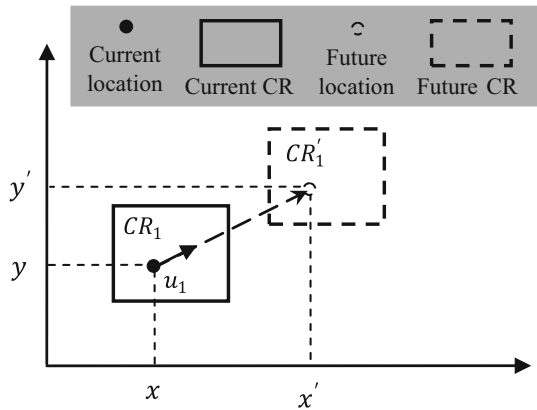 Current location
Current CR
Future location
Future CR
y'
CR₁'
CR₁
y
u₁
x
x'